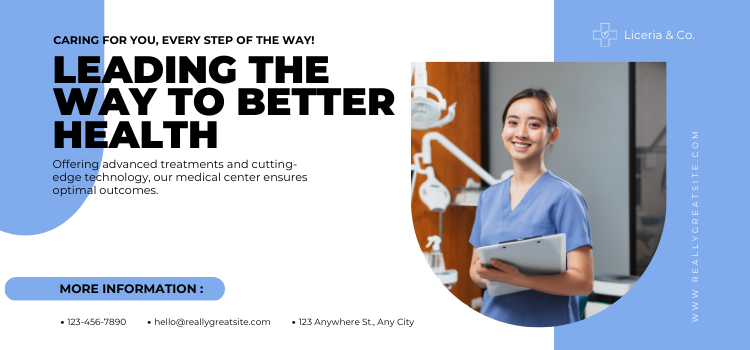 CARING FOR YOU, EVERY STEP OF THE WAY!
LEADING THE
WAY TO BETTER
HEALTH
Offering advanced treatments and cutting-
edge technology, our medical center ensures
optimal outcomes.
MORE INFORMATION :
• 123-456-7890 • hello@reallygreatsite.com • 123 Anywhere St., Any City
Liceria & Co.
WWW.REALLYGREATSITE.COM